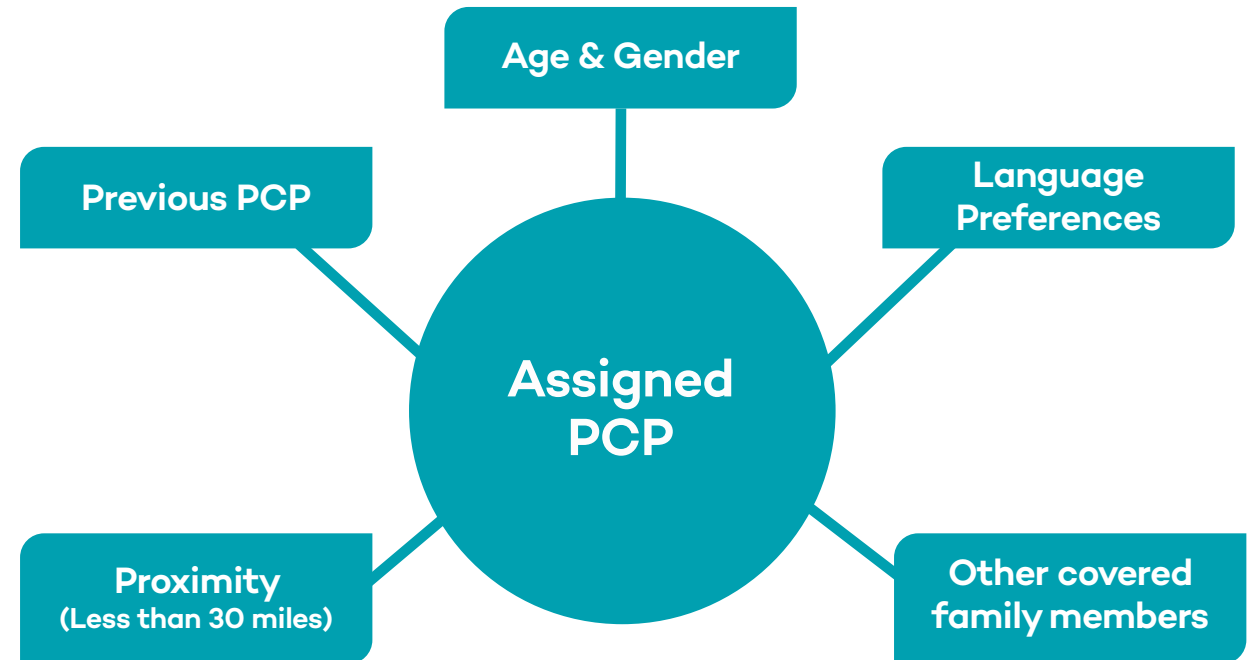 Age & Gender
Previous PCP
Language
Preferences
Assigned
PCP
Proximity
(Less than 30 miles)
Other covered
family members